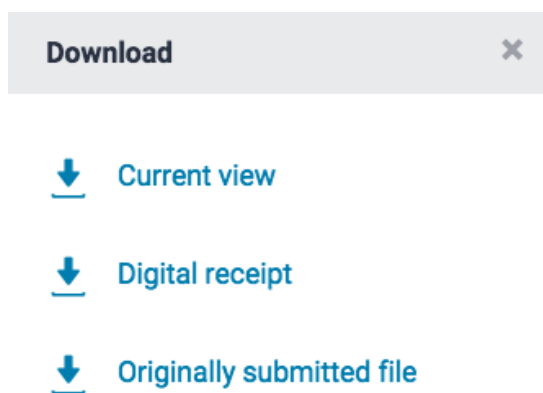 Download
Current view
Digital receipt
Originally submitted file